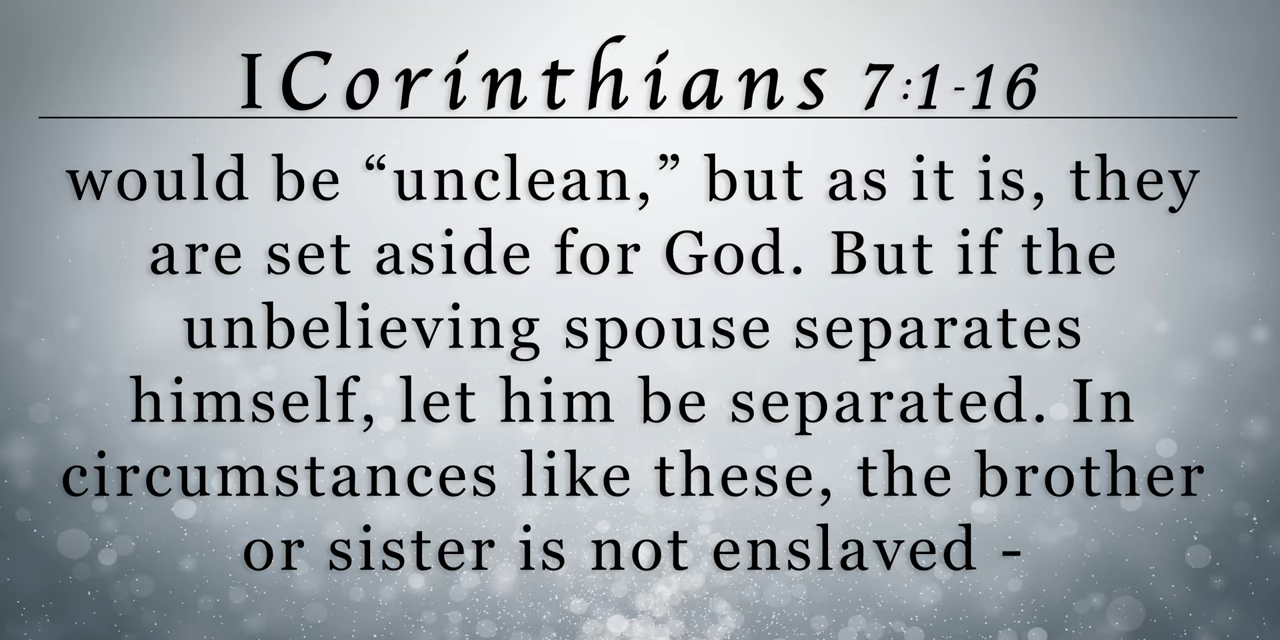 I Corinthians 7:1-16
would be “unclean,” but as it is, they
are set aside for God. But if the
unbelieving spouse separates
himself, let him be separated. In
circumstances like these, the brother
or sister is not enslaved -